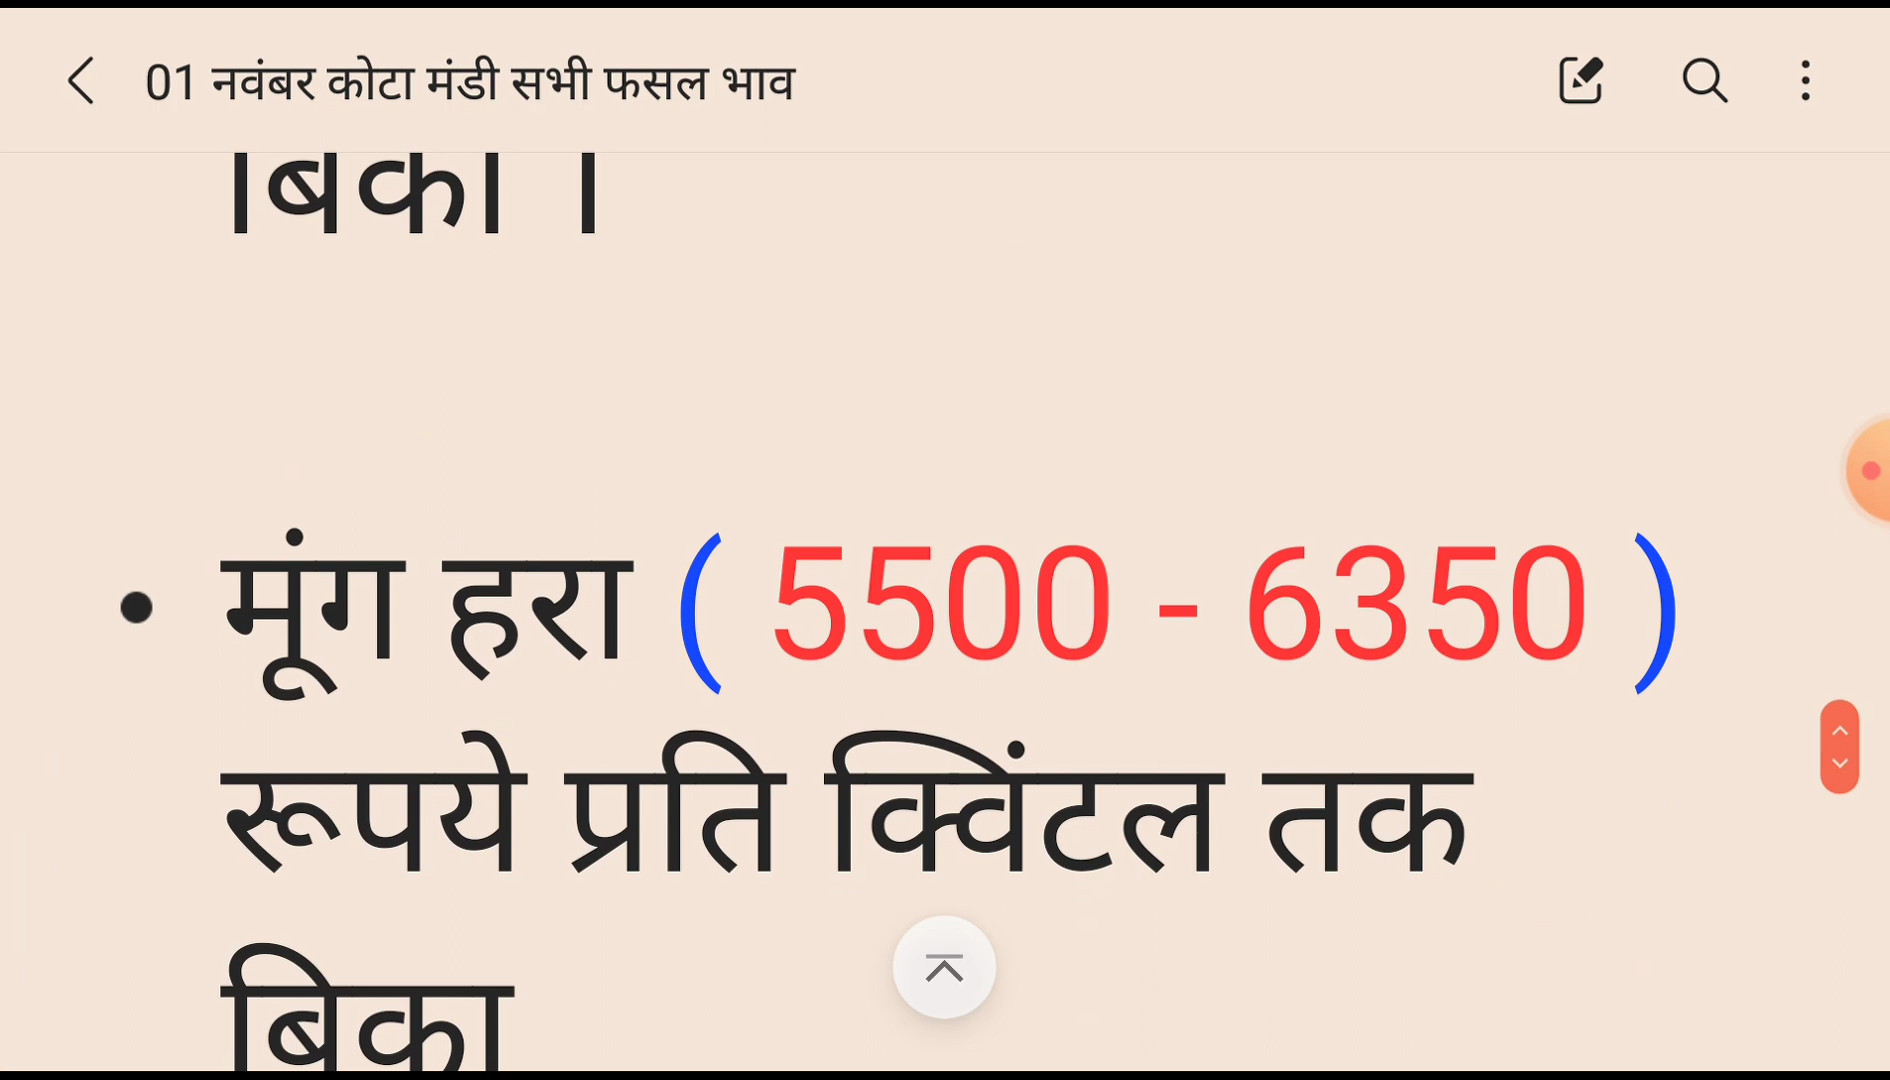 01 नवंबर कोटा मंडी सभी फसल भाव
बिका ।
मूंग हरा ( 5500 - 6350 )
रूपये प्रति क्विंटल तक
बिका